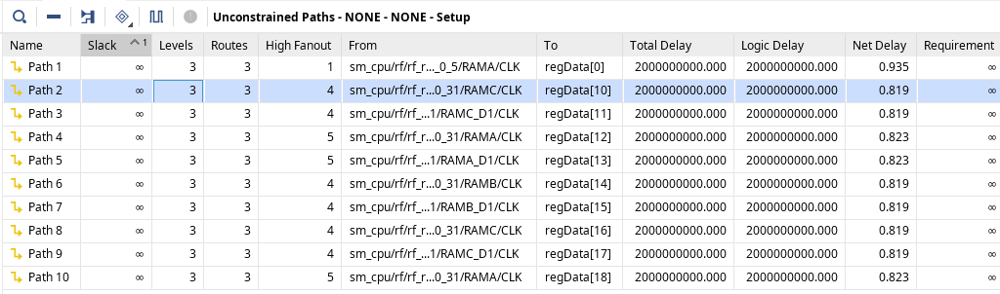 Unconstrained Paths - NONE - NONE - Setup
Name Slack 1 Levels Routes High Fanout From To Total Delay Logic Delay Net Delay Requirement
Path 1 ∞ 3 3 1 sm_cpu/rf/rf_r..._0_5/RAMA/CLK regData[0] 2000000000.000 2000000000.000 0.935 ∞
Path 2 ∞ 3 3 4 sm_cpu/rf/rf_r...0_31/RAMC/CLK regData[10] 2000000000.000 2000000000.000 0.819 ∞
Path 3 ∞ 3 3 4 sm_cpu/rf/rf_...1/RAMC_D1/CLK regData[11] 2000000000.000 2000000000.000 0.819 ∞
Path 4 ∞ 3 3 5 sm_cpu/rf/rf_r...0_31/RAMA/CLK regData[12] 2000000000.000 2000000000.000 0.823 ∞
Path 5 ∞ 3 3 5 sm_cpu/rf/rf_...1/RAMA_D1/CLK regData[13] 2000000000.000 2000000000.000 0.823 ∞
Path 6 ∞ 3 3 4 sm_cpu/rf/rf_r...0_31/RAMB/CLK regData[14] 2000000000.000 2000000000.000 0.819 ∞
Path 7 ∞ 3 3 4 sm_cpu/rf/rf_...1/RAMB_D1/CLK regData[15] 2000000000.000 2000000000.000 0.819 ∞
Path 8 ∞ 3 3 4 sm_cpu/rf/rf_r...0_31/RAMC/CLK regData[16] 2000000000.000 2000000000.000 0.819 ∞
Path 9 ∞ 3 3 4 sm_cpu/rf/rf_...1/RAMC_D1/CLK regData[17] 2000000000.000 2000000000.000 0.819 ∞
Path 10 ∞ 3 3 5 sm_cpu/rf/rf_r...0_31/RAMA/CLK regData[18] 2000000000.000 2000000000.000 0.823 ∞